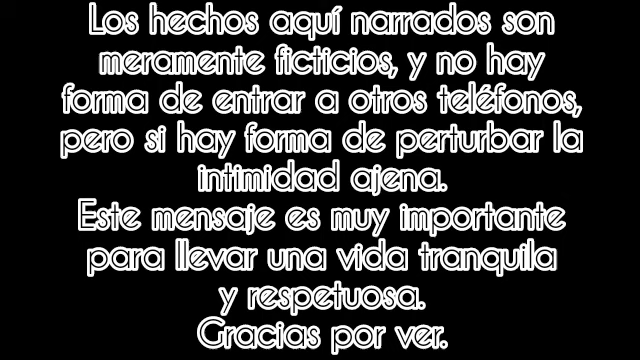 Los hechos aquí narrados son
meramente ficticios, y no hay
forma de entrar a otros teléfonos,
pero si hay forma de perturbar la
intimidad ajena.
Este mensaje es muy importante
para llevar una vida tranquila
y respetuosa.
Gracias por ver.